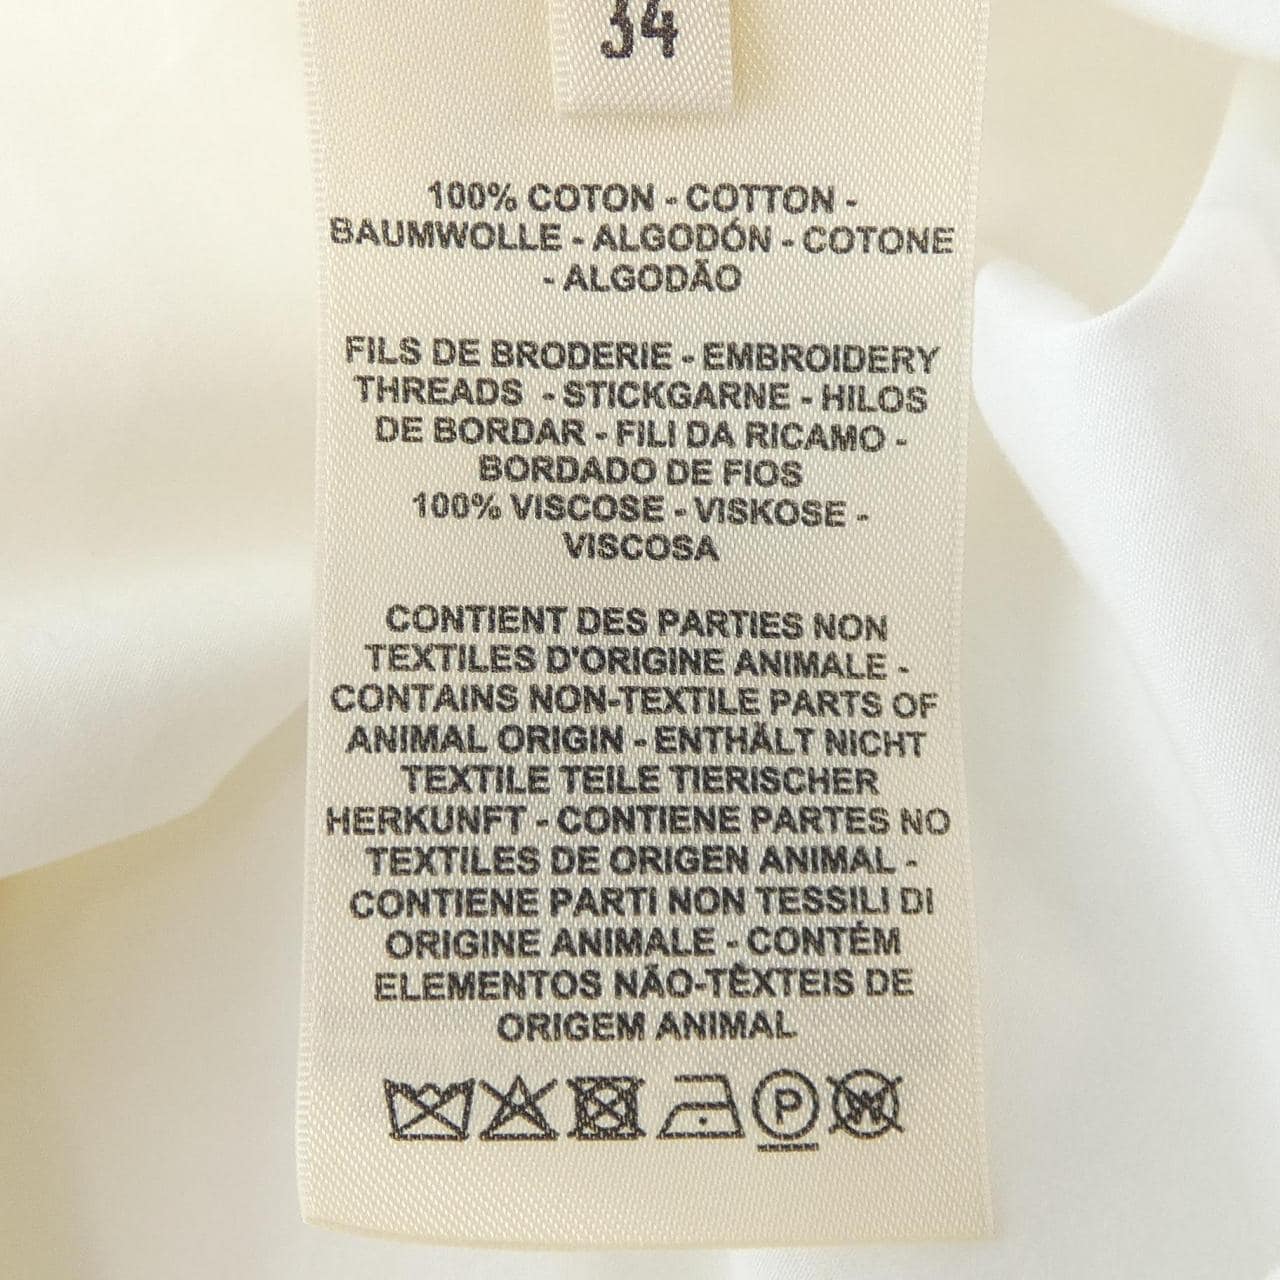 34
100% COTON - COTTON -
BAUMWOLLE - ALGODÓN - COTONE
- ALGODÃO
FILS DE BRODERIE - EMBROIDERY
THREADS - STICKGARNE - HILOS
DE BORDAR - FILI DA RICAMO -
BORDADO DE FIOS
100% VISCOSE - VISKOSE -
VISCOSA
CONTIENT DES PARTIES NON
TEXTILES D'ORIGINE ANIMALE -
CONTAINS NON-TEXTILE PARTS OF
ANIMAL ORIGIN - ENTHÄLT NICHT
TEXTILE TEILE TIERISCHER
HERKUNFT - CONTIENE PARTES NO
TEXTILES DE ORIGEN ANIMAL -
CONTIENE PARTI NON TESSILI DI
ORIGINE ANIMALE - CONTÉM
ELEMENTOS NÃO-TÊXTEIS DE
ORIGEM ANIMAL
P W